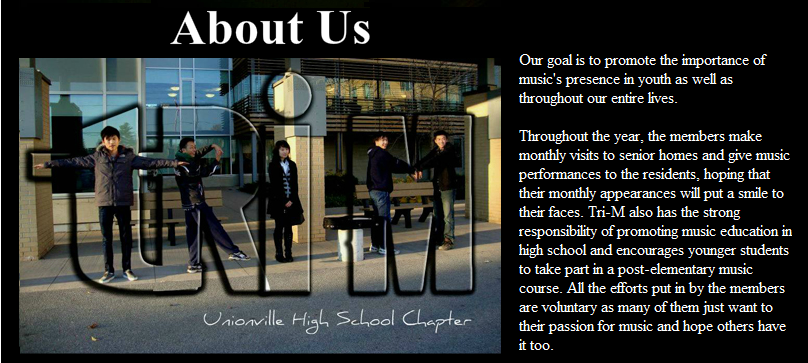 About Us
TRiM
Unionville High School Chapter
Our goal is to promote the importance of
music's presence in youth as well as
throughout our entire lives.
Throughout the year, the members make
monthly visits to senior homes and give music
performances to the residents, hoping that
their monthly appearances will put a smile to
their faces. Tri-M also has the strong
responsibility of promoting music education in
high school and encourages younger students
to take part in a post-elementary music
course. All the efforts put in by the members
are voluntary as many of them just want to
their passion for music and hope others have
it too.